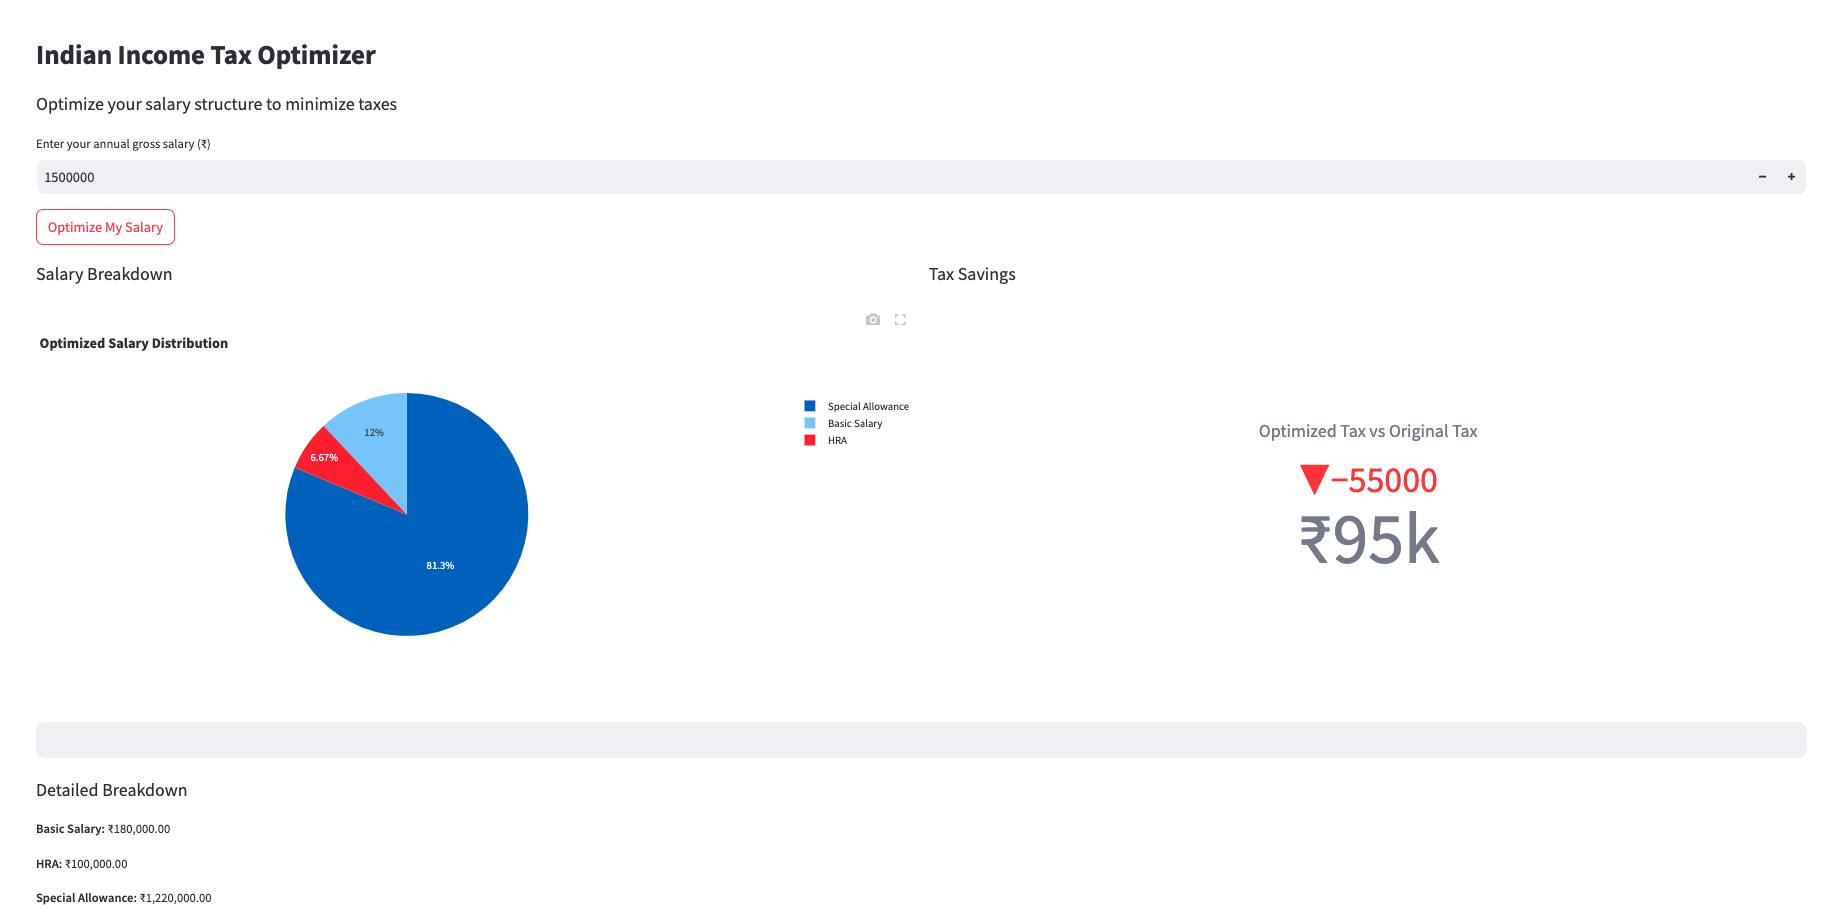 Indian Income Tax Optimizer
Optimize your salary structure to minimize taxes
Enter your annual gross salary (₹)
1500000
− +
Optimize My Salary
Salary Breakdown
Tax Savings
Optimized Salary Distribution
Special Allowance
Basic Salary
HRA
12%
6.67%
81.3%
Optimized Tax vs Original Tax
▼−55000
₹95k
Detailed Breakdown
Basic Salary: ₹180,000.00
HRA: ₹100,000.00
Special Allowance: ₹1,220,000.00